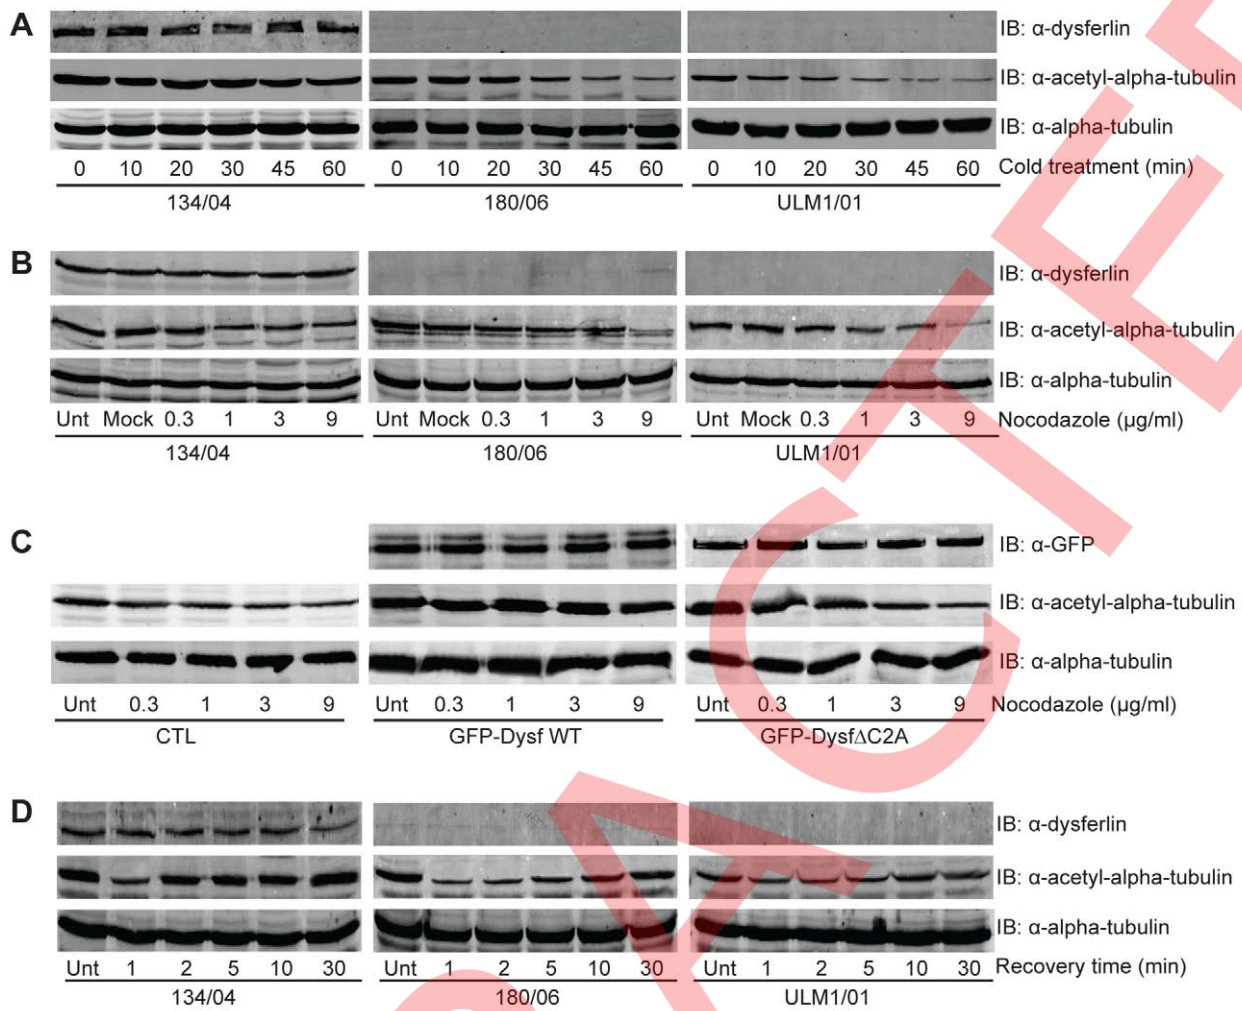 A
IB: α-dysferlin
IB: α-acetyl-alpha-tubulin
IB: α-alpha-tubulin
0 10 20 30 45 60 0 10 20 30 45 60 0 10 20 30 45 60 Cold treatment (min)
134/04 180/06 ULM1/01
B
IB: α-dysferlin
IB: α-acetyl-alpha-tubulin
IB: α-alpha-tubulin
Unt Mock 0.3 1 3 9 Unt Mock 0.3 1 3 9 Unt Mock 0.3 1 3 9 Nocodazole (µg/ml)
134/04 180/06 ULM1/01
C
IB: α-GFP
IB: α-acetyl-alpha-tubulin
IB: α-alpha-tubulin
Unt 0.3 1 3 9 Unt 0.3 1 3 9 Unt 0.3 1 3 9 Nocodazole (µg/ml)
CTL GFP-Dysf WT GFP-Dysf∆C2A
D
IB: α-dysferlin
IB: α-acetyl-alpha-tubulin
IB: α-alpha-tubulin
Unt 1 2 5 10 30 Unt 1 2 5 10 30 Unt 1 2 5 10 30 Recovery time (min)
134/04 180/06 ULM1/01